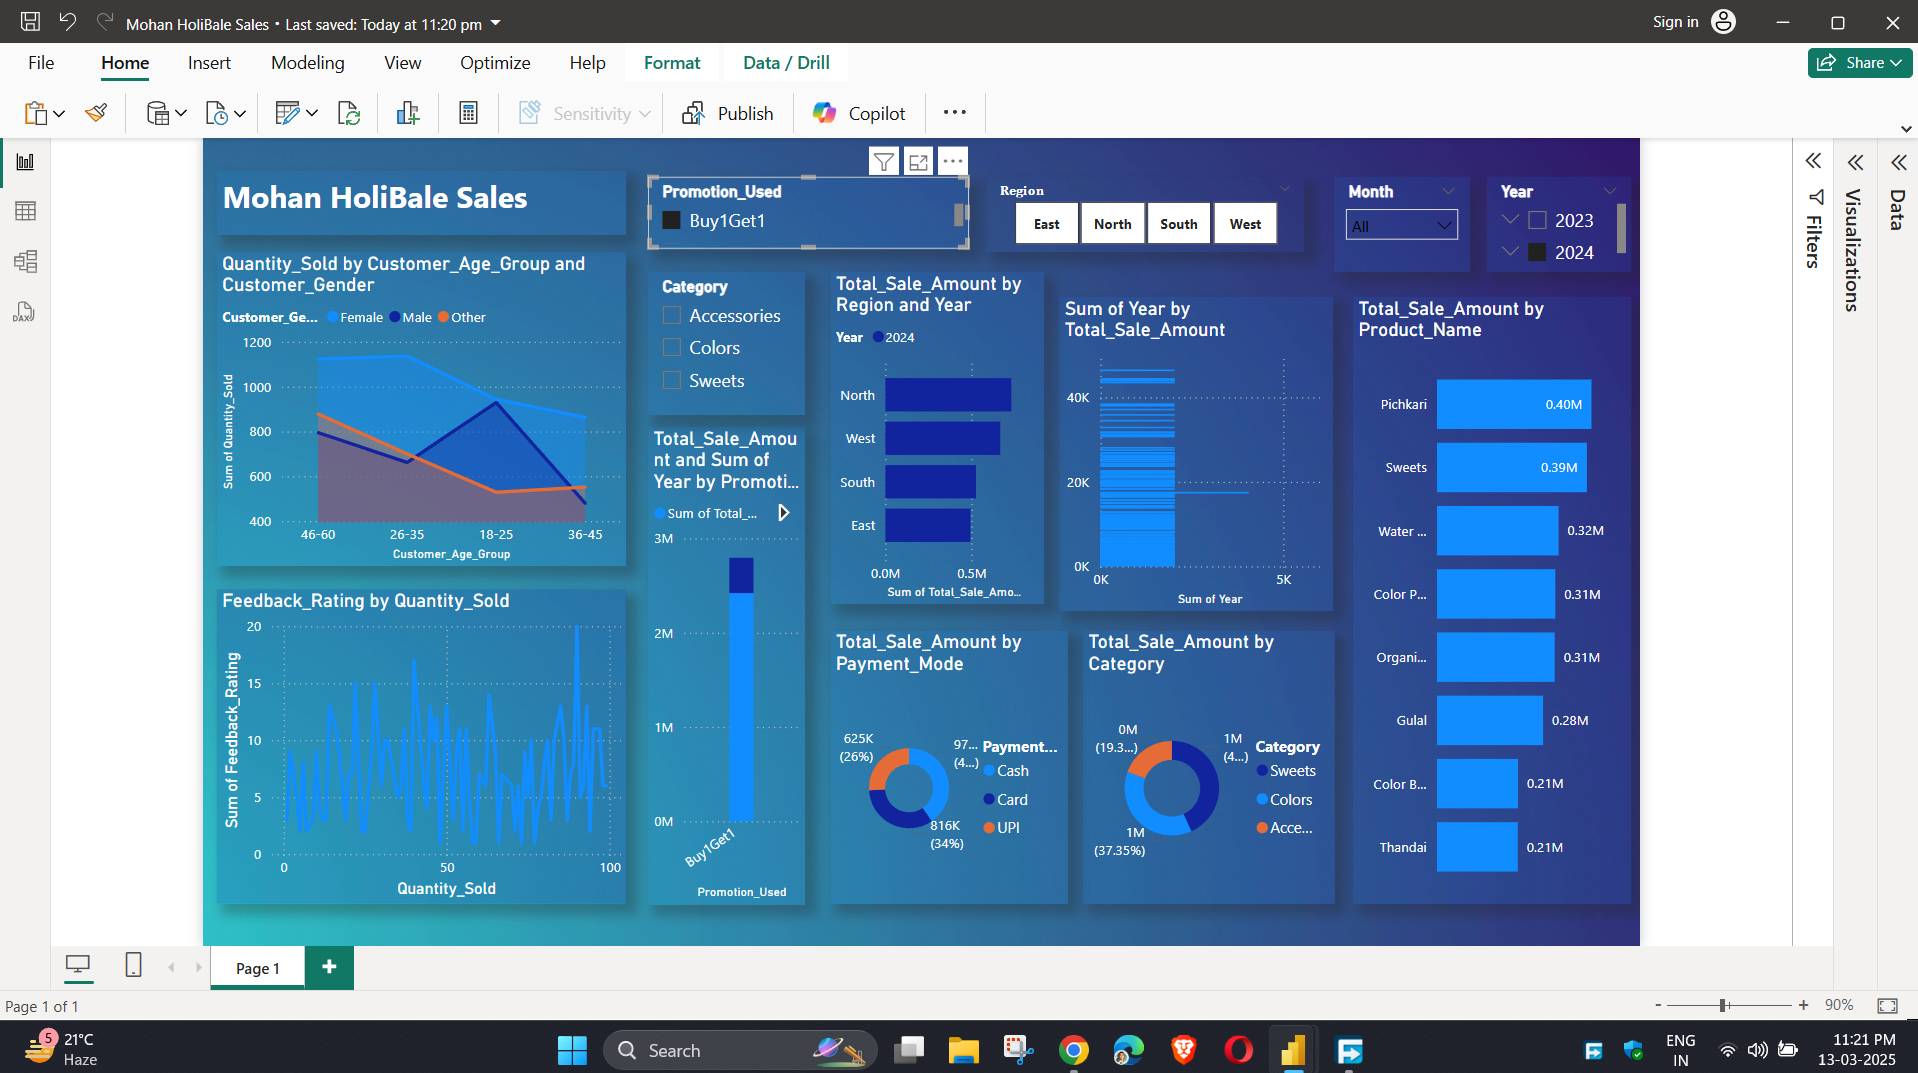 Mohan HoliBale Sales • Last saved: Today at 11:20 pm
Sign in
File Home Insert Modeling View Optimize Help Format Data / Drill
Share
Sensitivity
Publish
Copilot
Mohan HoliBale Sales
Promotion_Used
Buy1Get1
Region
East North South West
Month
All
Year
2023
2024
Filters
Visualizations
Data
Quantity_Sold by Customer_Age_Group and
Customer_Gender
Customer_Ge... Female Male Other
1200
1000
800
600
400
Sum of Quantity_Sold
46-60 26-35 18-25 36-45
Customer_Age_Group
Category
Accessories
Colors
Sweets
Total_Sale_Amou
nt and Sum of
Year by Promoti...
Sum of Total_...
3M
2M
1M
0M
Buy1Get1
Promotion_Used
Total_Sale_Amount by
Region and Year
Year 2024
North
West
South
East
0.0M 0.5M
Sum of Total_Sale_Amo...
Sum of Year by
Total_Sale_Amount
40K
20K
0K
0K 5K
Sum of Year
Total_Sale_Amount by
Product_Name
Pichkari 0.40M
Sweets 0.39M
Water ... 0.32M
Color P... 0.31M
Organi... 0.31M
Gulal 0.28M
Color B... 0.21M
Thandai 0.21M
Feedback_Rating by Quantity_Sold
20
15
10
5
0
Sum of Feedback_Rating
0 50 100
Quantity_Sold
Total_Sale_Amount by
Payment_Mode
625K
(26%)
97...
(4...)
816K
(34%)
Payment...
Cash
Card
UPI
Total_Sale_Amount by
Category
0M
(19.3...)
1M
(4...)
1M
(37.35%)
Category
Sweets
Colors
Acce...
Page 1
Page 1 of 1
- + 90%
5
21°C
Haze
Search
ENG
IN
11:21 PM
13-03-2025
DAX